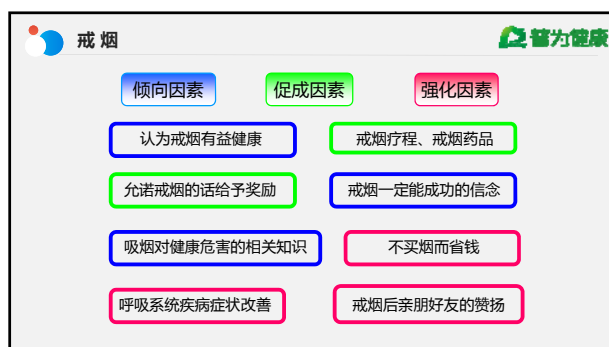 戒烟
普为健康
倾向因素 促成因素 强化因素
认为戒烟有益健康 戒烟疗程、戒烟药品
允诺戒烟的话给予奖励 戒烟一定能成功的信念
吸烟对健康危害的相关知识 不买烟而省钱
呼吸系统疾病症状改善 戒烟后亲朋好友的赞扬